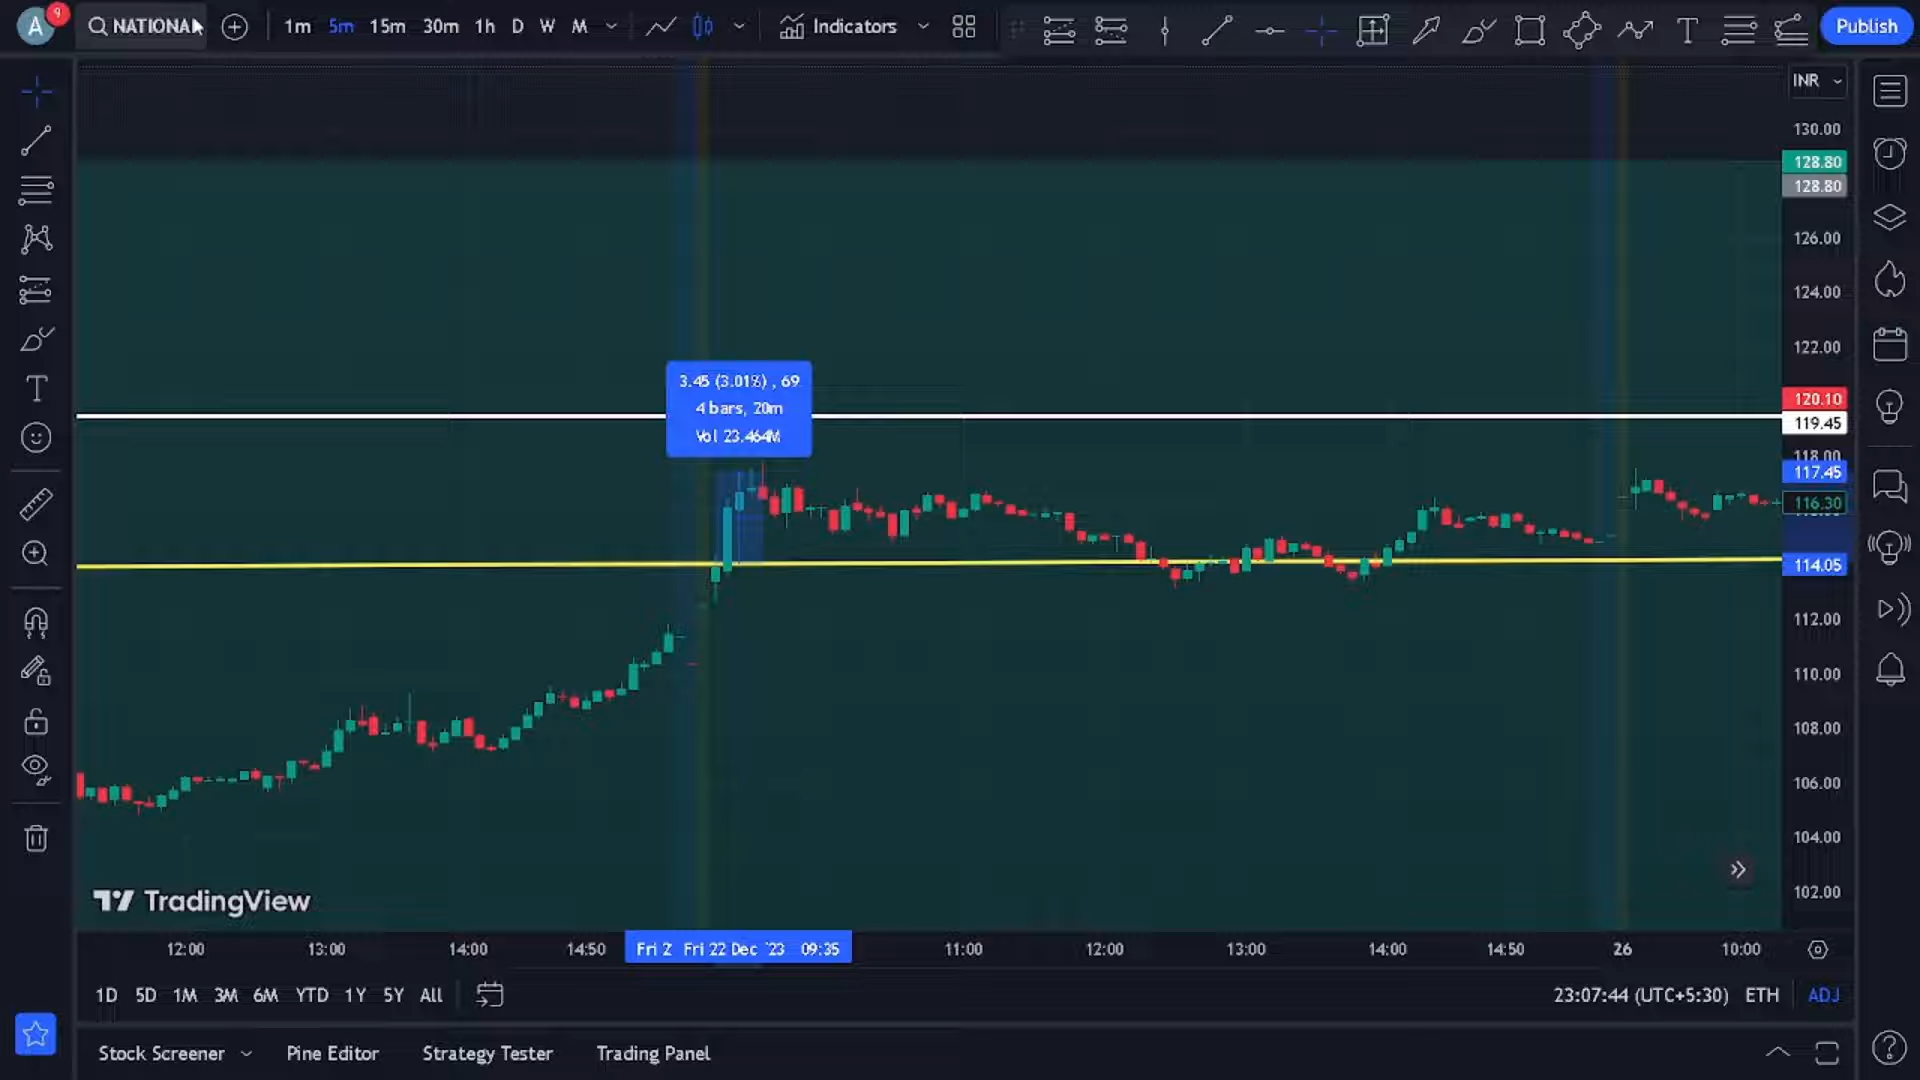 A 9 NATIONA 1m 5m 15m 30m 1h D W M Indicators T Publish
INR
130.00
128.80
128.80
126.00
124.00
122.00
120.10
119.45
118.00
117.45
116.30
114.05
112.00
110.00
108.00
106.00
104.00
102.00
3.45 (3.01%) , 69
4 bars, 20m
Vol 23.464M
TradingView
12:00 13:00 14:00 14:50 Fri 2 Fri 22 Dec '23 09:35 11:00 12:00 13:00 14:00 14:50 26 10:00
1D 5D 1M 3M 6M YTD 1Y 5Y All 23:07:44 (UTC+5:30) ETH ADJ
Stock Screener Pine Editor Strategy Tester Trading Panel